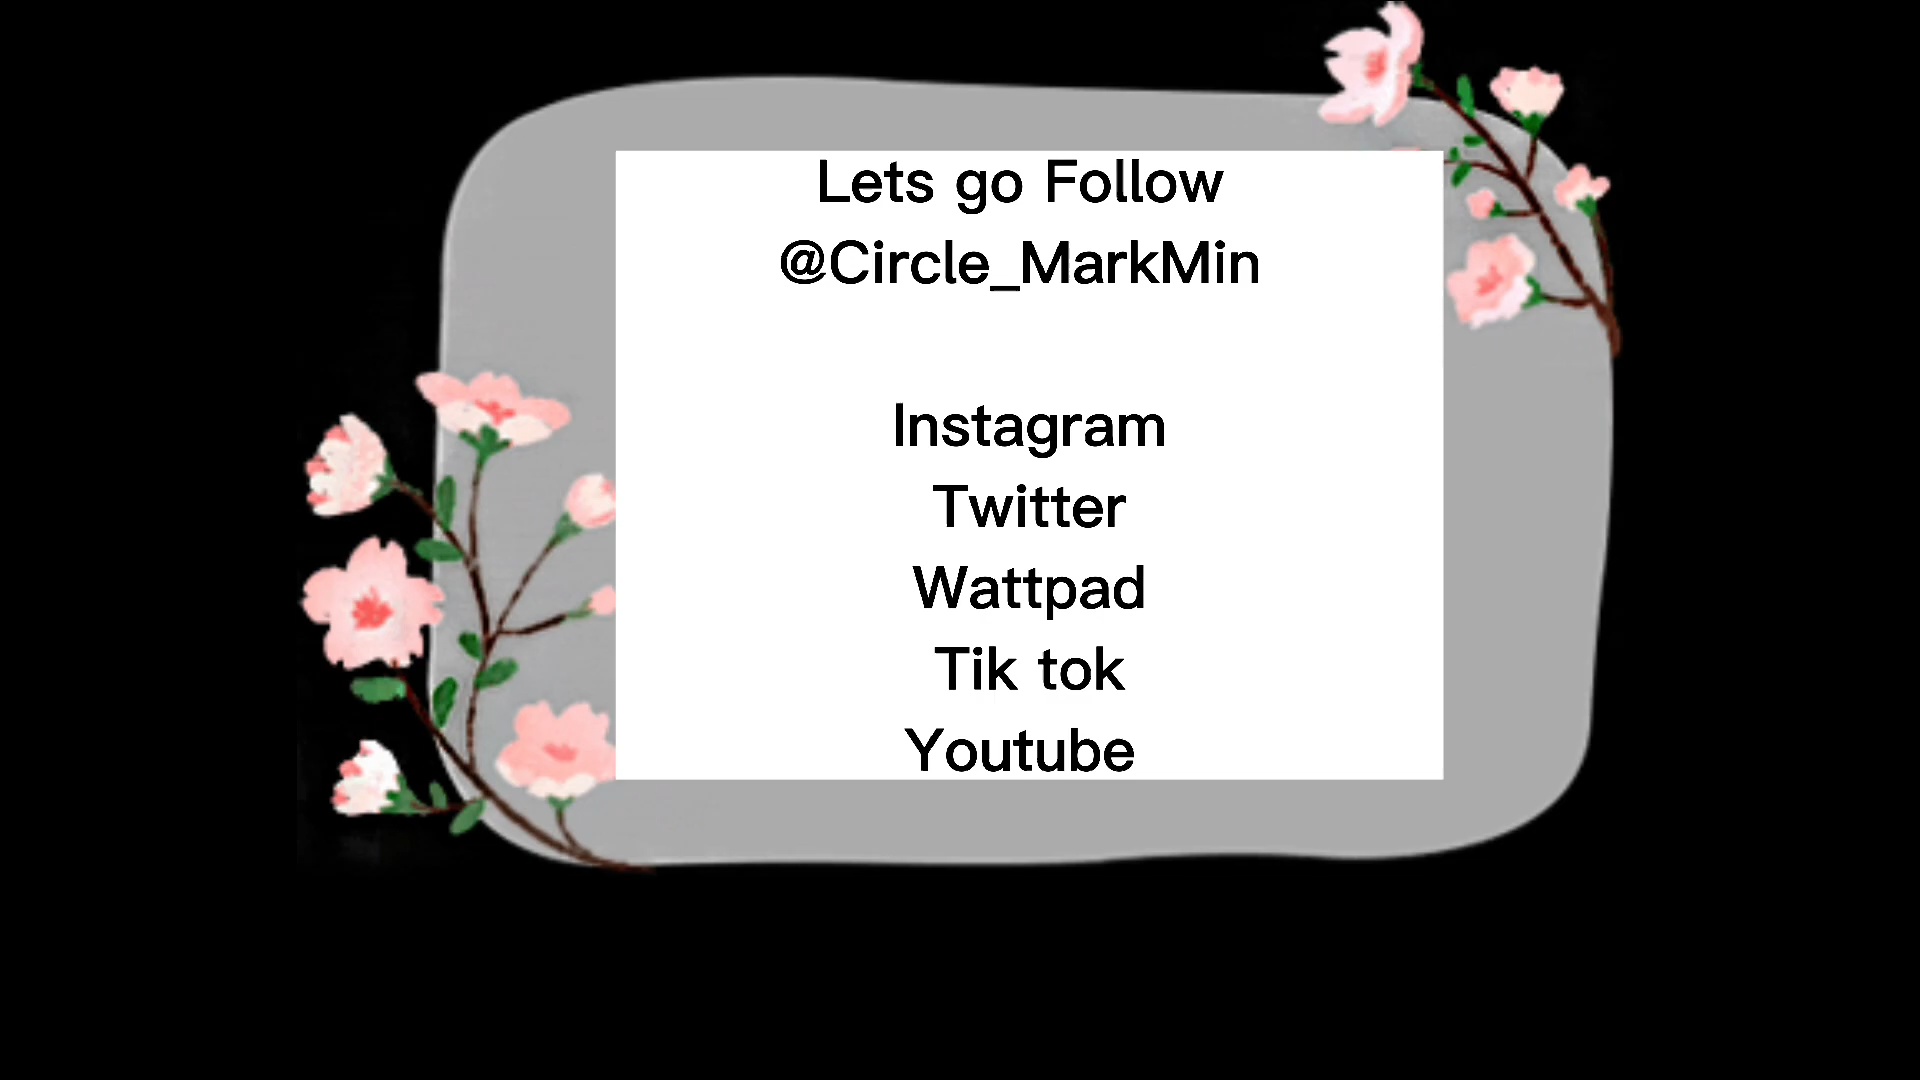 Lets go Follow
@Circle_MarkMin
Instagram
Twitter
Wattpad
Tik tok
Youtube